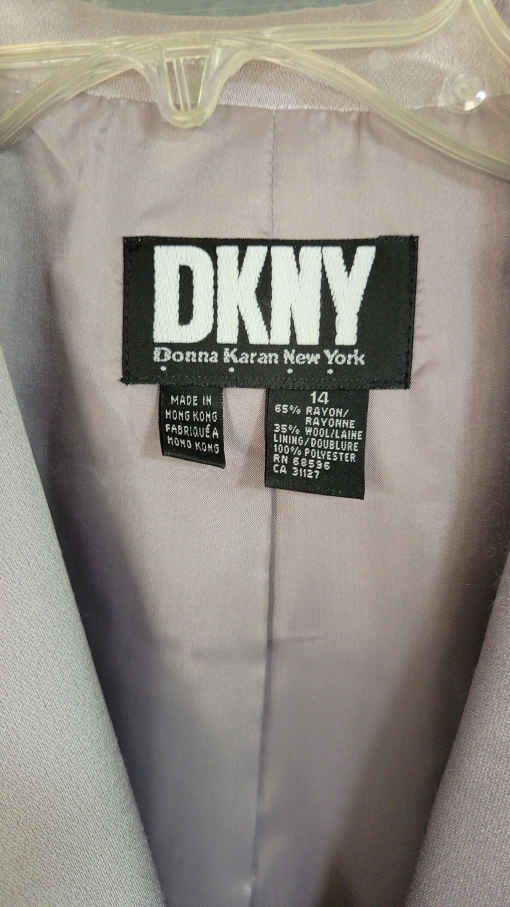 DKNY
Donna Karan New York
MADE IN
HONG KONG
FABRIQUÉ A
HONG KONG
14
65% RAYON/
RAYONNE
35% WOOL/LAINE
LINING/DOUBLURE
100% POLYESTER
RN 68596
CA 31127